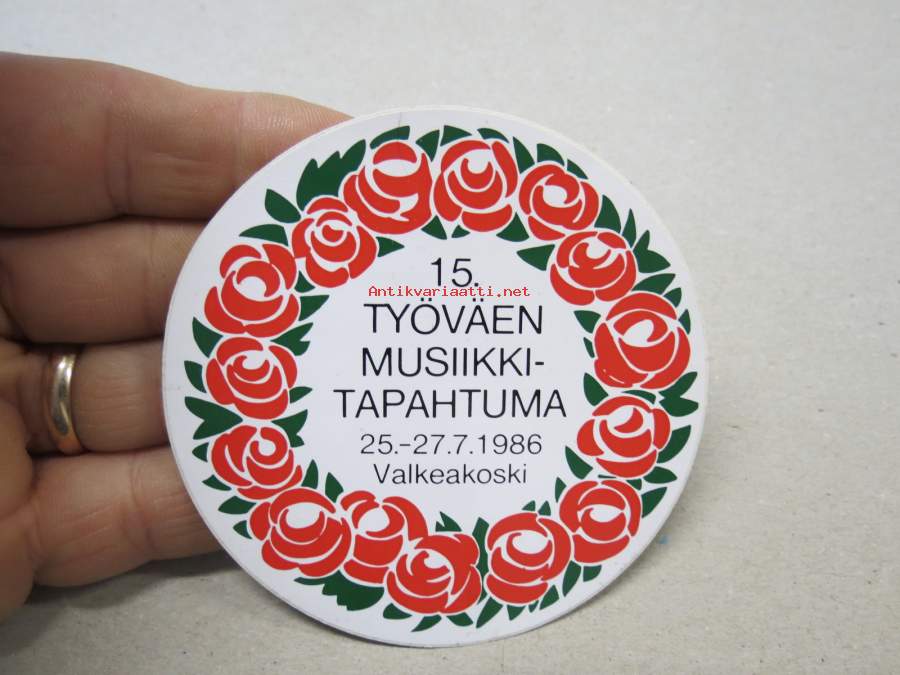 15.
Antikvariaatti.net
TYÖVÄEN
MUSIIKKI-
TAPAHTUMA
25.-27.7.1986
Valkeakoski